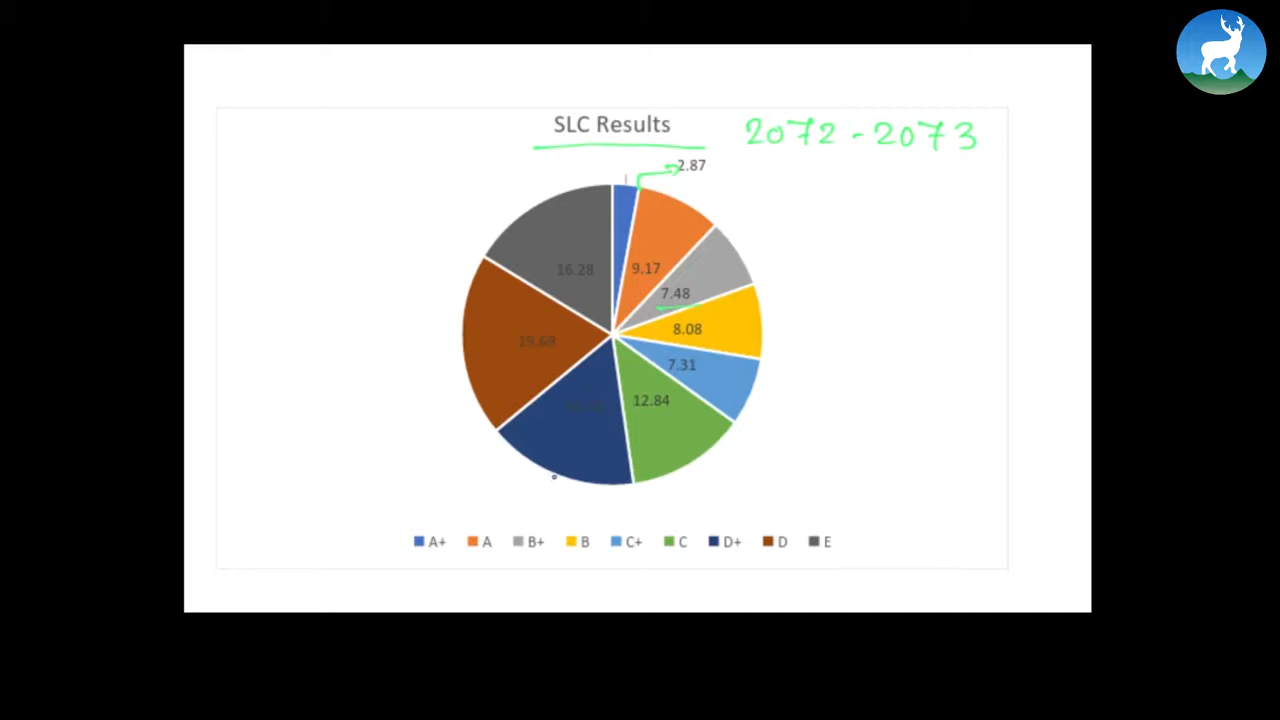 SLC Results
2072 - 2073
2.87
9.17
16.28
7.48
8.08
19.69
7.31
12.84
A+ A B+ B C+ C D+ D E